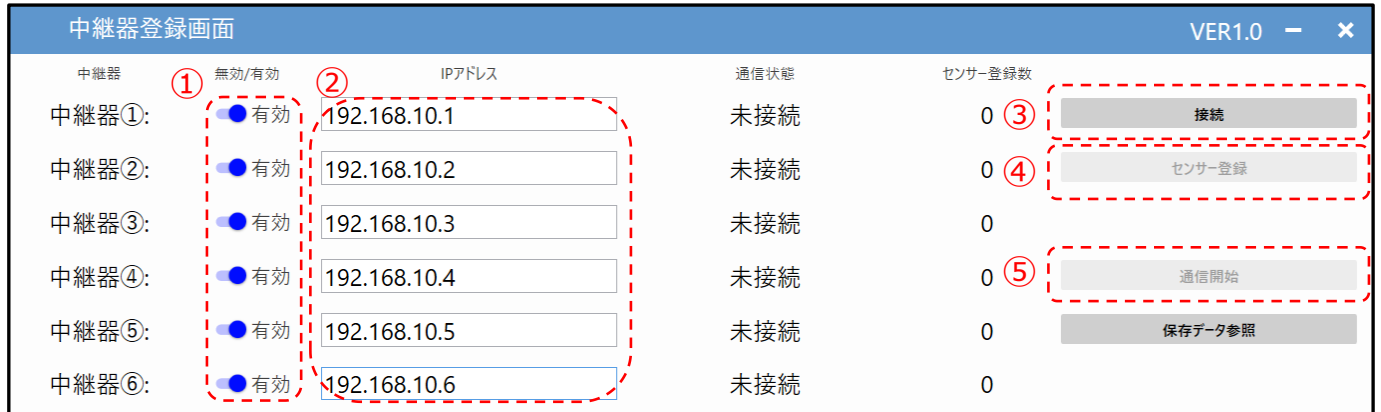 中継器登録画面 VER1.0
中継器 ① 無効/有効 ② IPアドレス 通信状態 センサー登録数
中継器①: 有効 192.168.10.1 未接続 0 ③ 接続
中継器②: 有効 192.168.10.2 未接続 0 ④ センサー登録
中継器③: 有効 192.168.10.3 未接続 0
中継器④: 有効 192.168.10.4 未接続 0 ⑤ 通信開始
中継器⑤: 有効 192.168.10.5 未接続 0 保存データ参照
中継器⑥: 有効 192.168.10.6 未接続 0